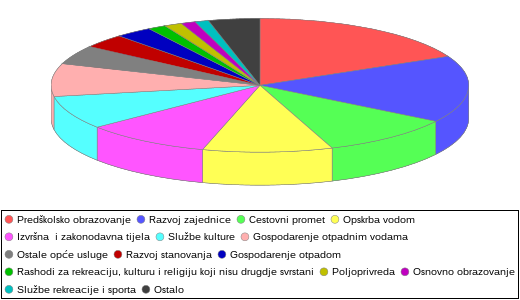 Predškolsko obrazovanje Razvoj zajednice Cestovni promet Opskrba vodom
Izvršna i zakonodavna tijela Službe kulture Gospodarenje otpadnim vodama
Ostale opće usluge Razvoj stanovanja Gospodarenje otpadom
Rashodi za rekreaciju, kulturu i religiju koji nisu drugdje svrstani Poljoprivreda Osnovno obrazovanje
Službe rekreacije i sporta Ostalo